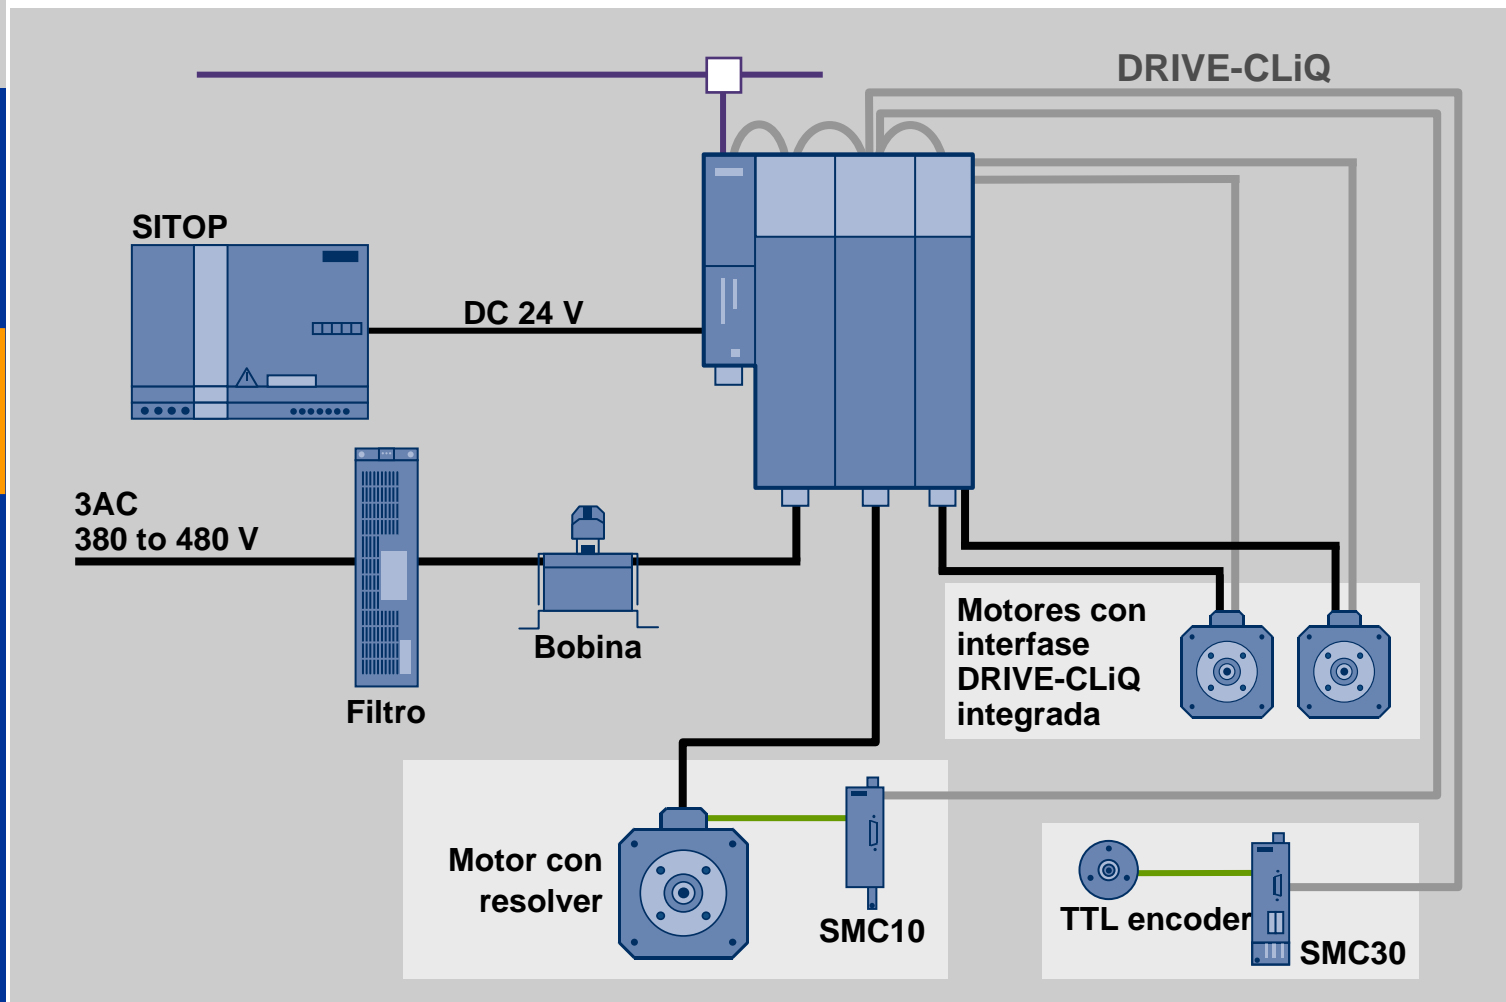 DRIVE-CLiQ
SITOP
DC 24 V
3AC
380 to 480 V
Bobina
Filtro
Motores con
interfase
DRIVE-CLiQ
integrada
Motor con
resolver
SMC10
TTL encoder
SMC30